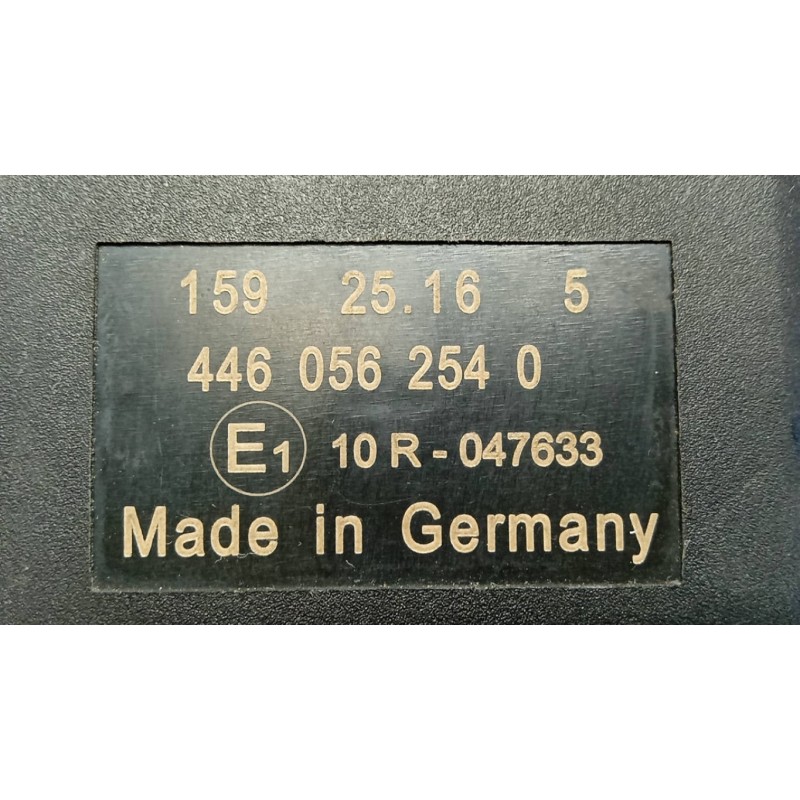 159 25.16 5
446 056 254 0
E1 10 R - 047633
Made in Germany